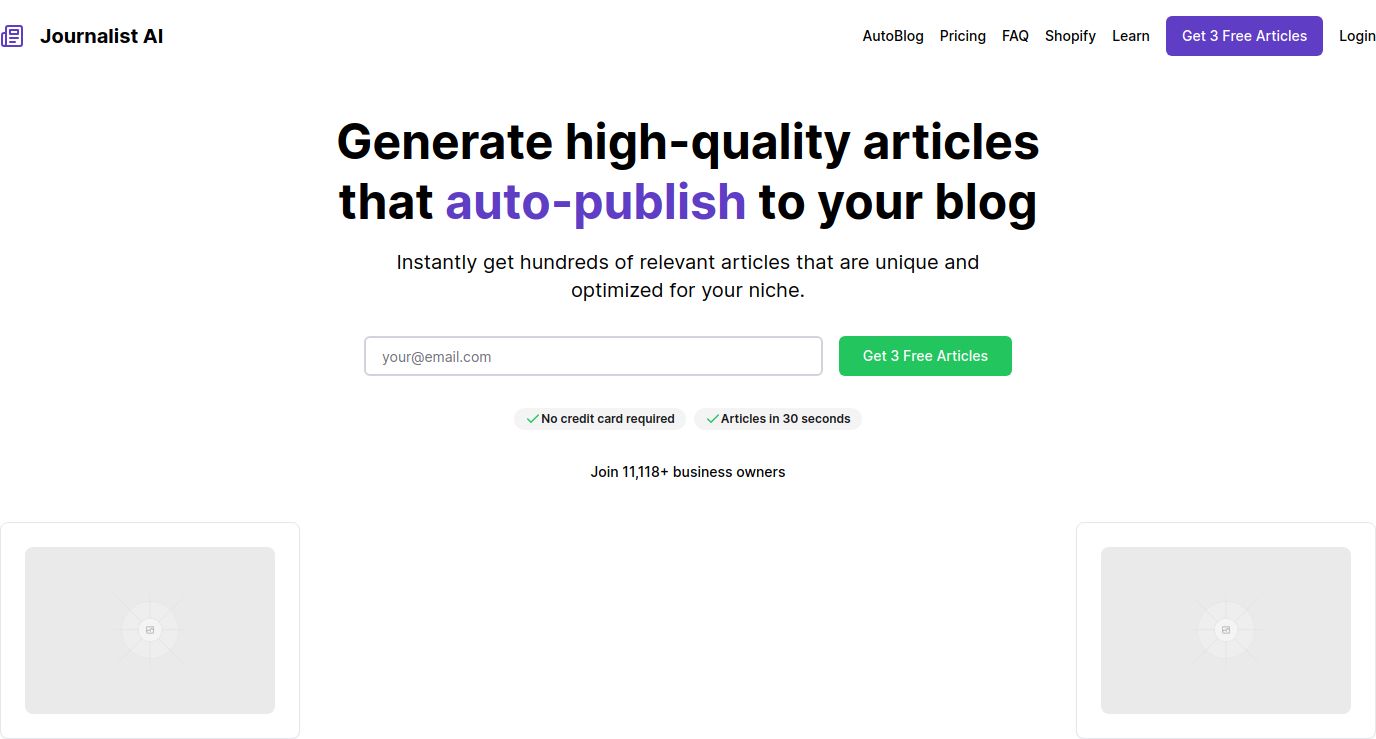 Journalist AI
AutoBlog Pricing FAQ Shopify Learn Get 3 Free Articles Login
Generate high-quality articles
that auto-publish to your blog
Instantly get hundreds of relevant articles that are unique and
optimized for your niche.
your@email.com Get 3 Free Articles
No credit card required Articles in 30 seconds
Join 11,118+ business owners